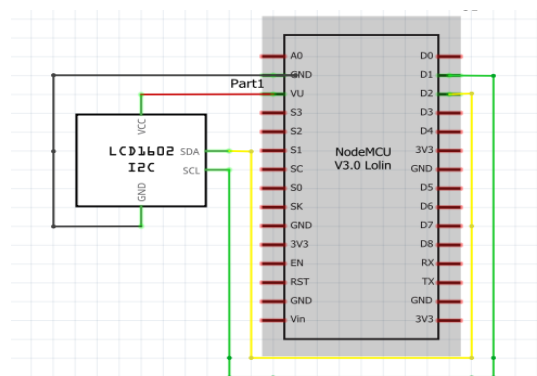 Part1
VCC
LCD1602
I2C
SDA
SCL
GND
NodeMCU
V3.0 Lolin
A0
GND
VU
S3
S2
S1
SC
S0
SK
GND
3V3
EN
RST
GND
Vin
D0
D1
D2
D3
D4
3V3
GND
D5
D6
D7
D8
RX
TX
GND
3V3